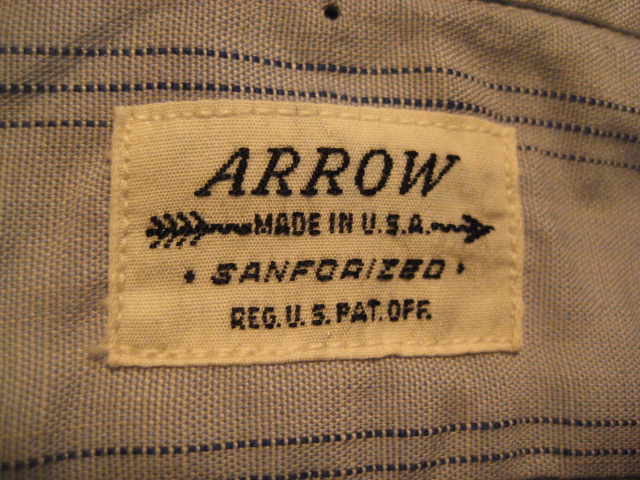 ARROW
MADE IN U.S.A.
• SANFORIZED •
REG. U. S. PAT. OFF.